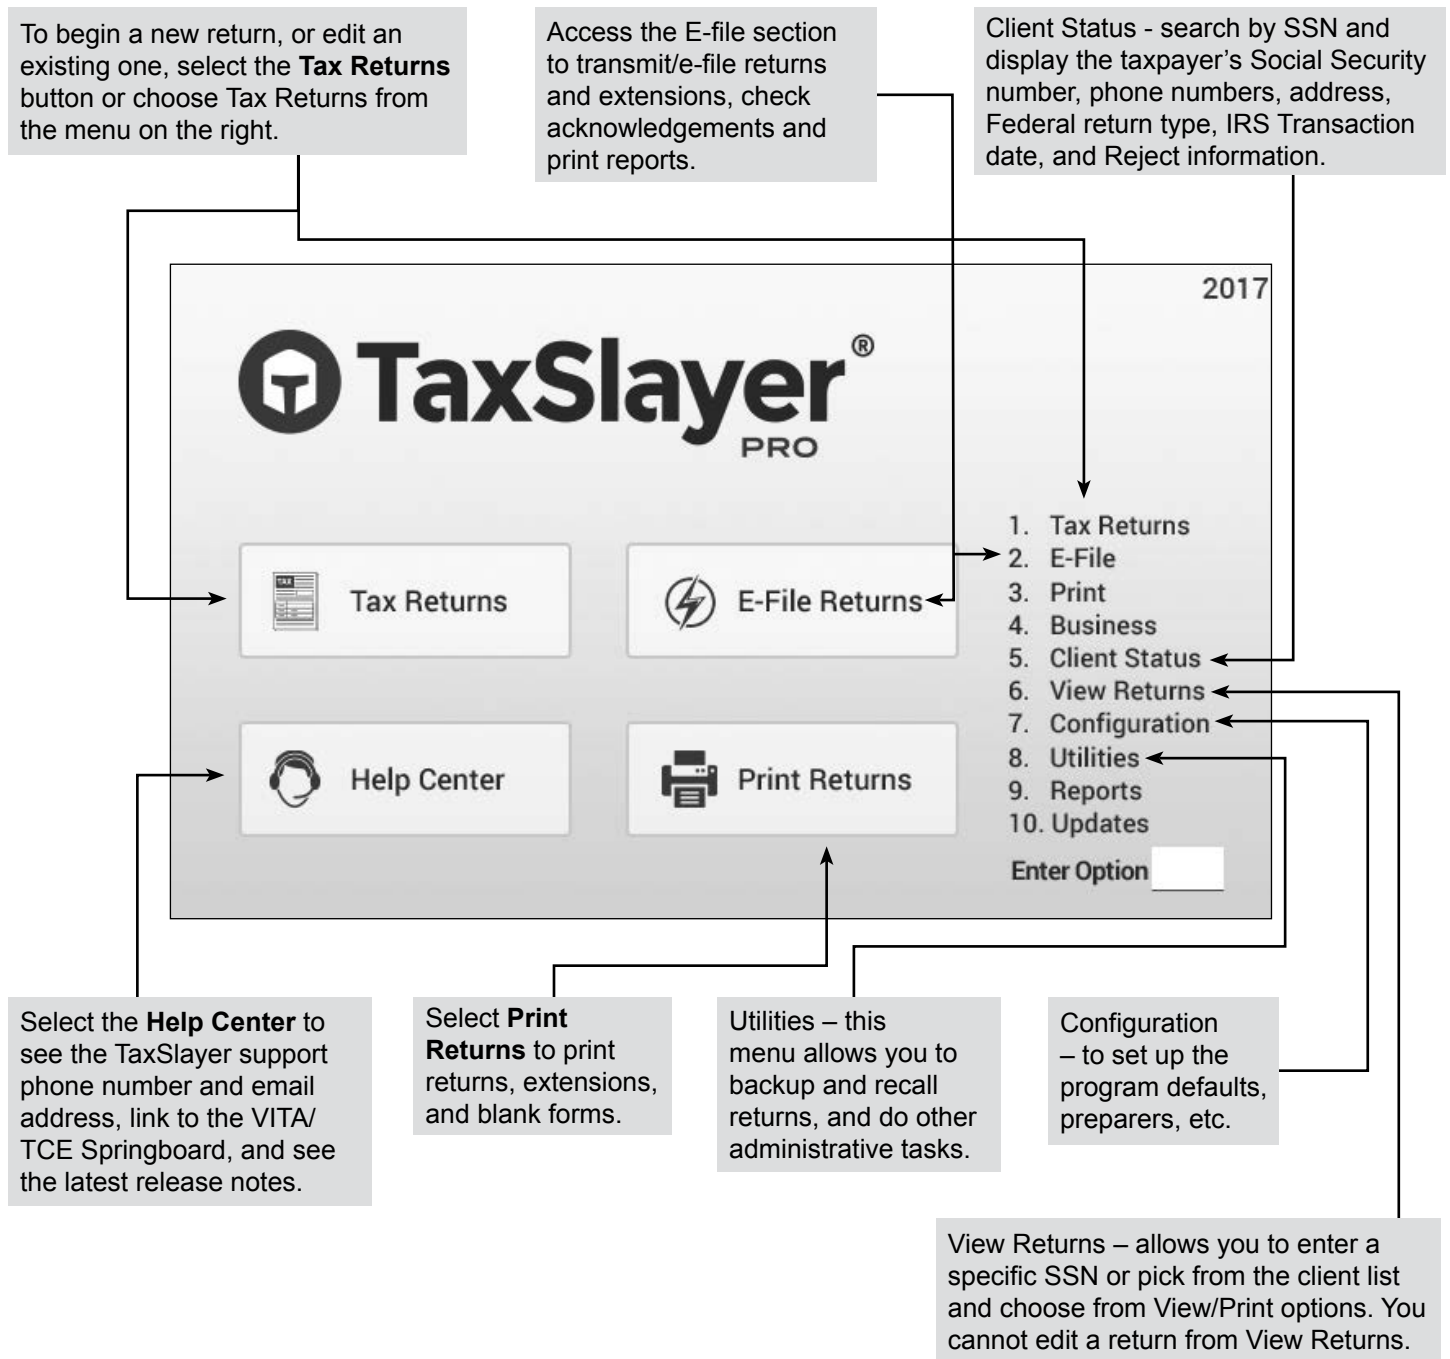 To begin a new return, or edit an
existing one, select the Tax Returns
button or choose Tax Returns from
the menu on the right.
Access the E-file section
to transmit/e-file returns
and extensions, check
acknowledgements and
print reports.
Client Status - search by SSN and
display the taxpayer's Social Security
number, phone numbers, address,
Federal return type, IRS Transaction
date, and Reject information.
2017
TaxSlayer®
PRO
TAX
Tax Returns
E-File Returns
Help Center
Print Returns
1. Tax Returns
2. E-File
3. Print
4. Business
5. Client Status
6. View Returns
7. Configuration
8. Utilities
9. Reports
10. Updates
Enter Option
Select the Help Center to
see the TaxSlayer support
phone number and email
address, link to the VITA/
TCE Springboard, and see
the latest release notes.
Select Print
Returns to print
returns, extensions,
and blank forms.
Utilities – this
menu allows you to
backup and recall
returns, and do other
administrative tasks.
Configuration
– to set up the
program defaults,
preparers, etc.
View Returns – allows you to enter a
specific SSN or pick from the client list
and choose from View/Print options. You
cannot edit a return from View Returns.